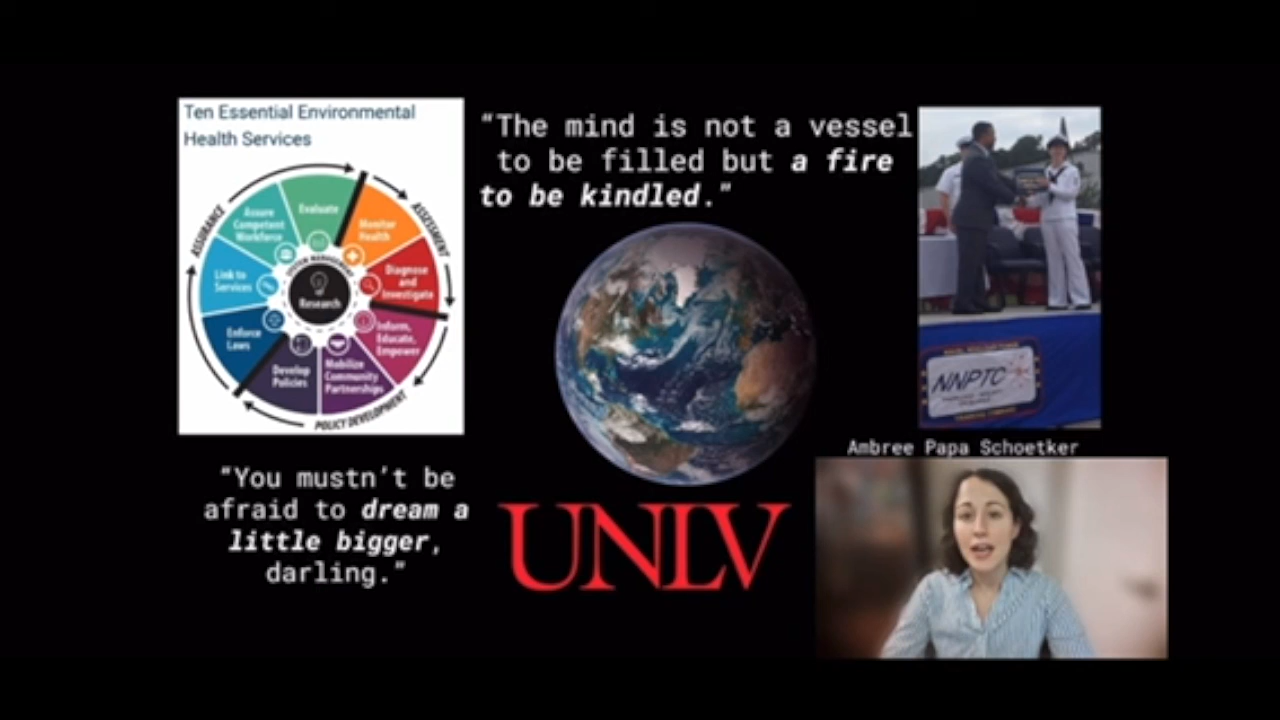 Ten Essential Environmental
Health Services
ASSURANCE
ASSESSMENT
POLICY DEVELOPMENT
Evaluate
Monitor
Health
Diagnose
and
Investigate
Inform,
Educate,
Empower
Mobilize
Community
Partnerships
Develop
Policies
Enforce
Laws
Link to
Services
Assure
Competent
Workforce
SYSTEM MANAGEMENT
Research
“The mind is not a vessel
to be filled but a fire
to be kindled.”
NNPTC
Ambree Papa Schoetker
“You mustn’t be
afraid to dream a
little bigger,
darling.”
UNLV